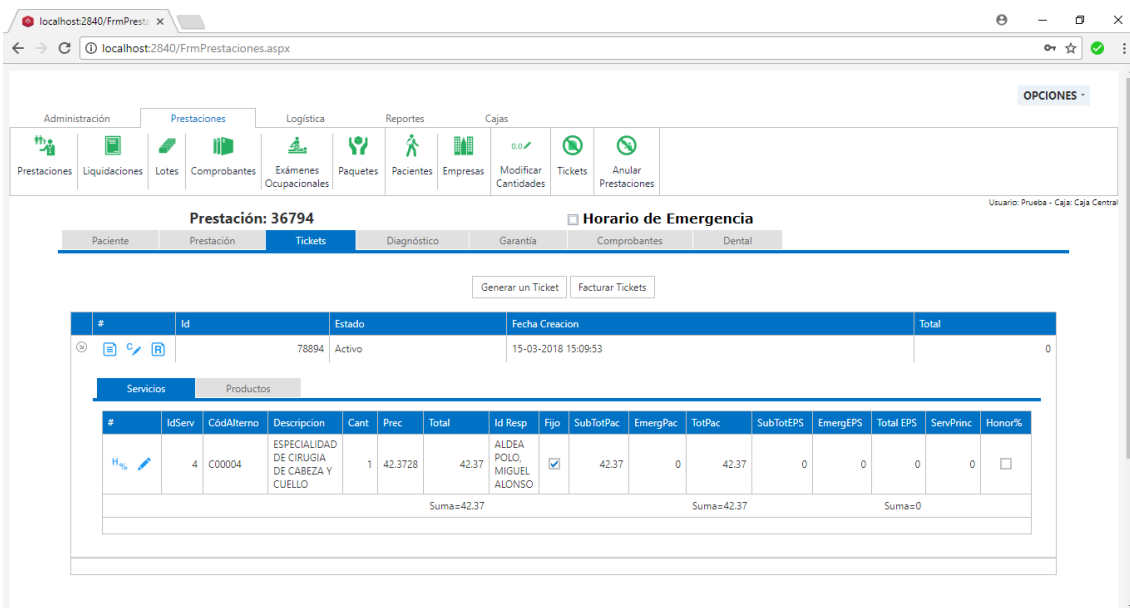 localhost:2840/FrmPresta
localhost:2840/FrmPrestaciones.aspx
OPCIONES
Administración Prestaciones Logística Reportes Cajas
Prestaciones Liquidaciones Lotes Comprobantes Exámenes Ocupacionales Paquetes Pacientes Empresas 0.0 Modificar Cantidades Tickets Anular Prestaciones
Usuario: Prueba - Caja: Caja Central
Prestación: 36794 Horario de Emergencia
Paciente Prestación Tickets Diagnóstico Garantía Comprobantes Dental
Generar un Ticket Facturar Tickets
# Id Estado Fecha Creacion Total
C R 78894 Activo 15-03-2018 15:09:53 0
Servicios Productos
# IdServ CódAlterno Descripcion Cant Prec Total Id Resp Fijo SubTotPac EmergPac TotPac SubTotEPS EmergEPS Total EPS ServPrinc Honor%
H% 4 C00004 ESPECIALIDAD DE CIRUGIA DE CABEZA Y CUELLO 1 42.3728 42.37 ALDEA POLO, MIGUEL ALONSO 42.37 0 42.37 0 0 0 0
Suma=42.37 Suma=42.37 Suma=0